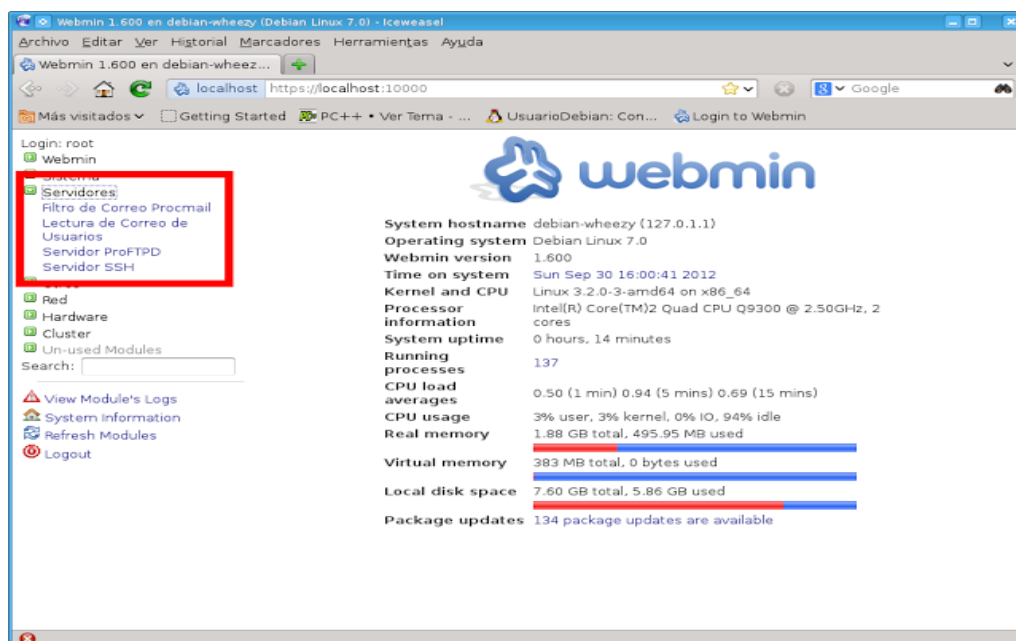 Webmin 1.600 en debian-wheezy (Debian Linux 7.0) - Iceweasel
Archivo Editar Ver Historial Marcadores Herramientas Ayuda
Webmin 1.600 en debian-wheez...
localhost https://localhost:10000
Google
Más visitados
Getting Started
PC++ • Ver Tema - ...
UsuarioDebian: Con...
Login to Webmin
Login: root
Webmin
Sistema
Servidores
Filtro de Correo Procmail
Lectura de Correo de
Usuarios
Servidor ProFTPD
Servidor SSH
Red
Hardware
Cluster
Un-used Modules
Search:
View Module's Logs
System Information
Refresh Modules
Logout
webmin
System hostname debian-wheezy (127.0.1.1)
Operating system Debian Linux 7.0
Webmin version 1.600
Time on system Sun Sep 30 16:00:41 2012
Kernel and CPU Linux 3.2.0-3-amd64 on x86_64
Processor information Intel(R) Core(TM)2 Quad CPU Q9300 @ 2.50GHz, 2
cores
System uptime 0 hours, 14 minutes
Running
processes 137
CPU load
averages 0.50 (1 min) 0.94 (5 mins) 0.69 (15 mins)
CPU usage 3% user, 3% kernel, 0% IO, 94% idle
Real memory 1.88 GB total, 495.95 MB used
Virtual memory 383 MB total, 0 bytes used
Local disk space 7.60 GB total, 5.86 GB used
Package updates 134 package updates are available